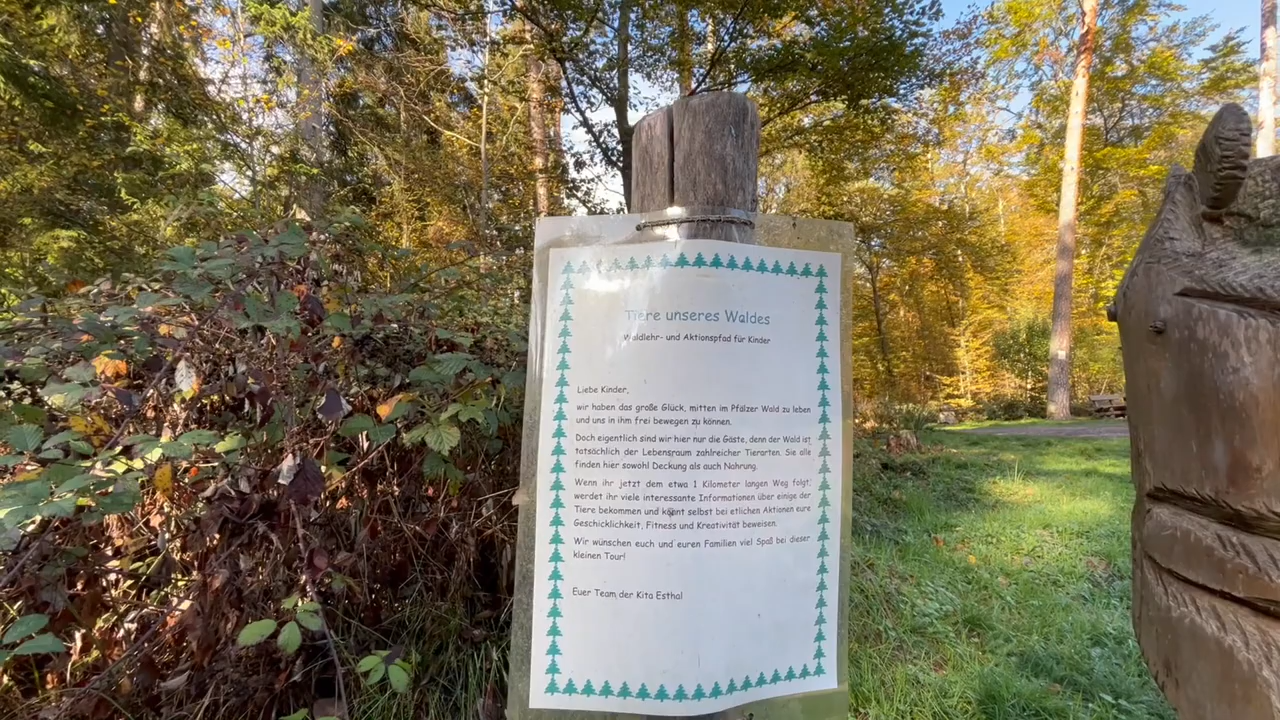 Tiere unseres Waldes
Waldlehr- und Aktionspfad für Kinder
Liebe Kinder,
wir haben das große Glück, mitten im Pfälzer Wald zu leben
und uns in ihm frei bewegen zu können.
Doch eigentlich sind wir hier nur die Gäste, denn der Wald ist
tatsächlich der Lebensraum zahlreicher Tierarten. Sie alle
finden hier sowohl Deckung als auch Nahrung.
Wenn ihr jetzt dem etwa 1 Kilometer langen Weg folgt,
werdet ihr viele interessante Informationen über einige der
Tiere bekommen und könnt selbst bei etlichen Aktionen eure
Geschicklichkeit, Fitness und Kreativität beweisen.
Wir wünschen euch und euren Familien viel Spaß bei dieser
kleinen Tour!
Euer Team der Kita Esthal